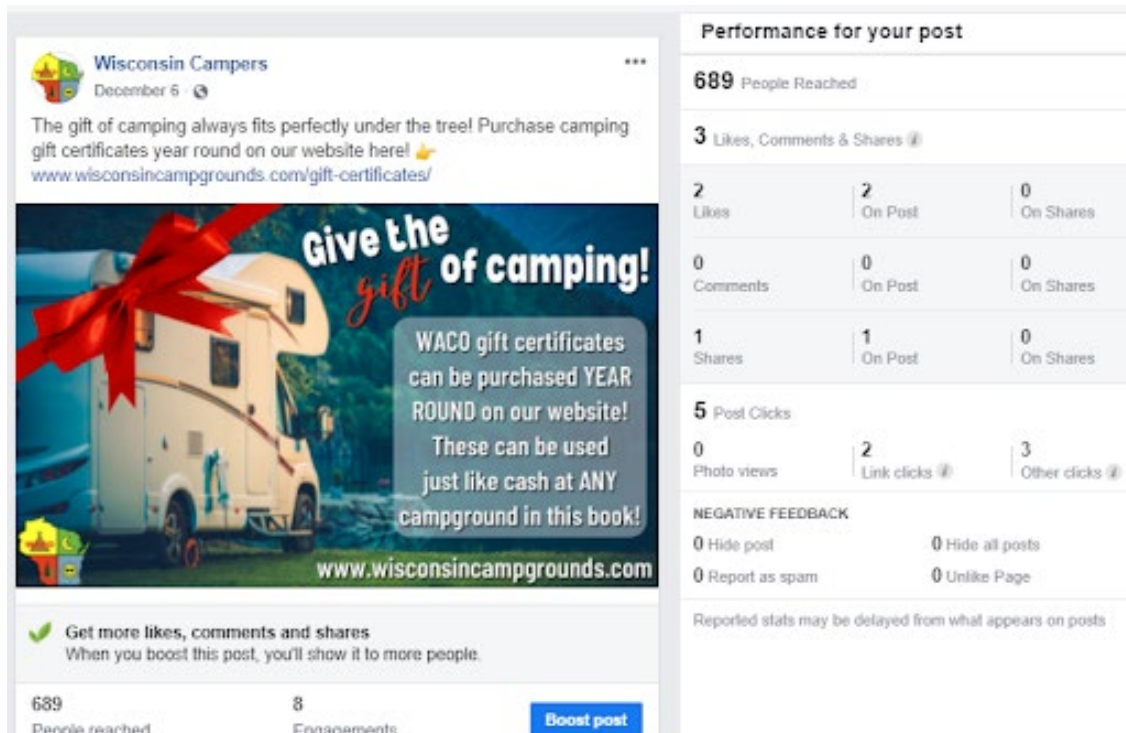 Wisconsin Campers
December 6
The gift of camping always fits perfectly under the tree! Purchase camping
gift certificates year round on our website here! 👉
www.wisconsincampgrounds.com/gift-certificates/
Give the
gift of camping!
WACO gift certificates
can be purchased YEAR
ROUND on our website!
These can be used
just like cash at ANY
campground in this book!
www.wisconsincampgrounds.com
Get more likes, comments and shares
When you boost this post, you'll show it to more people.
689 8
People reached Engagements
Boost post
Performance for your post
689 People Reached
3 Likes, Comments & Shares
2 2 0
Likes On Post On Shares
0 0 0
Comments On Post On Shares
1 1 0
Shares On Post On Shares
5 Post Clicks
0 2 3
Photo views Link clicks Other clicks
NEGATIVE FEEDBACK
0 Hide post 0 Hide all posts
0 Report as spam 0 Unlike Page
Reported stats may be delayed from what appears on posts